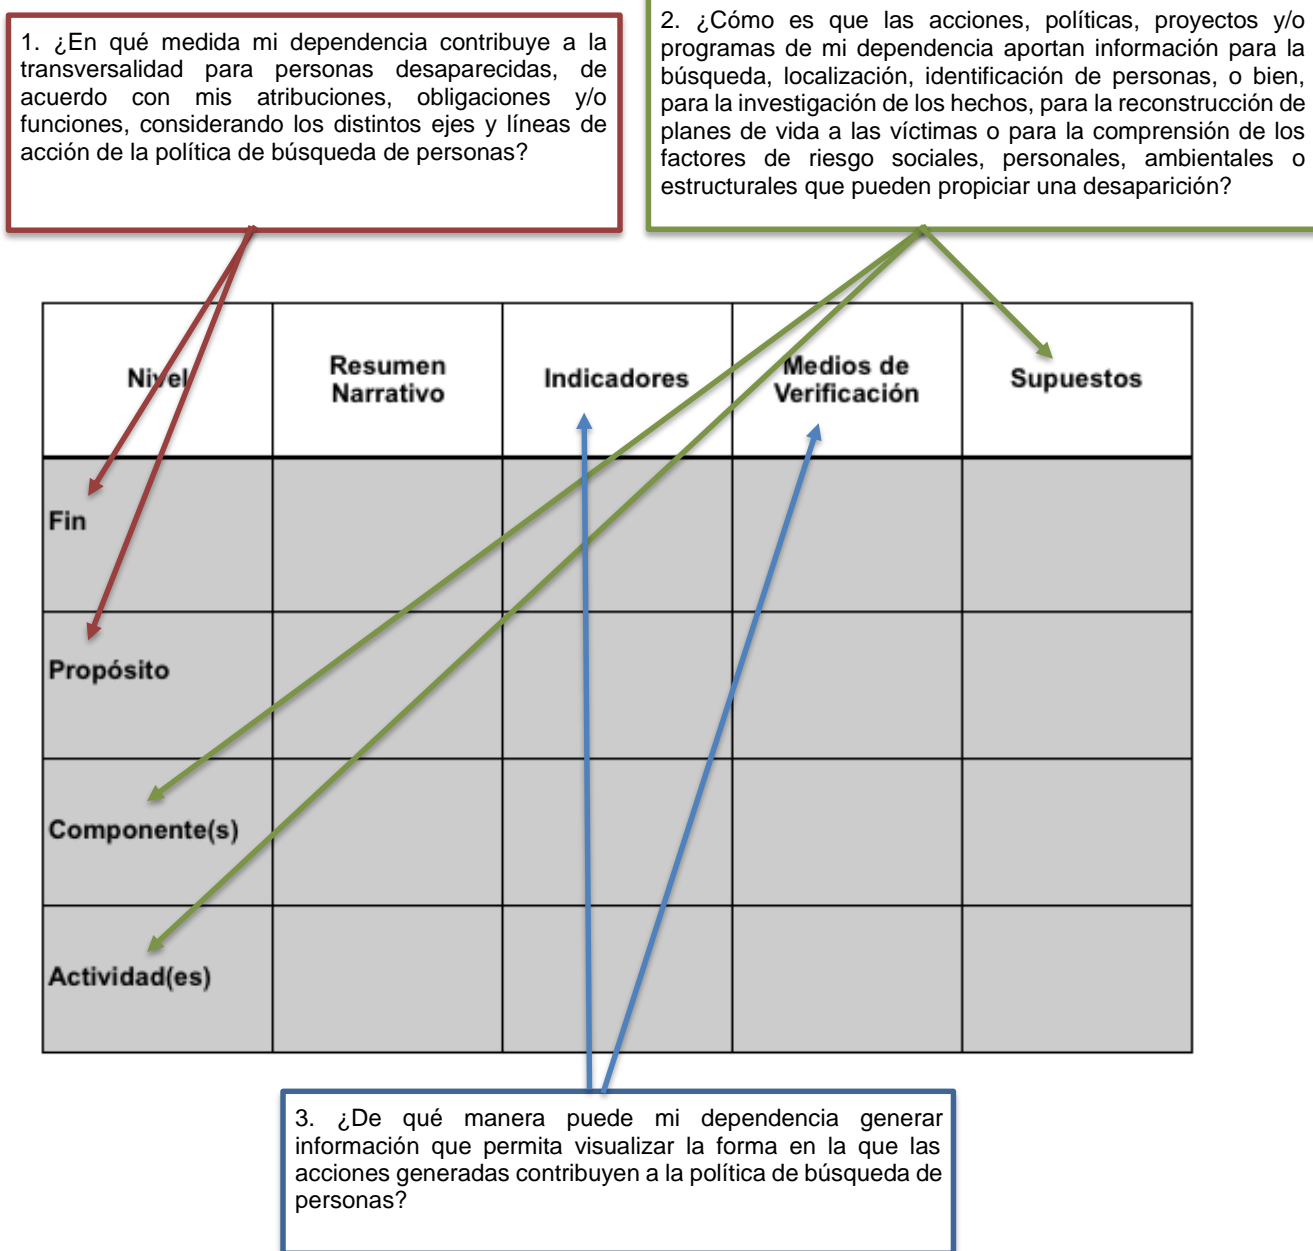 1. ¿En qué medida mi dependencia contribuye a la
transversalidad para personas desaparecidas, de
acuerdo con mis atribuciones, obligaciones y/o
funciones, considerando los distintos ejes y líneas de
acción de la política de búsqueda de personas?
2. ¿Cómo es que las acciones, políticas, proyectos y/o
programas de mi dependencia aportan información para la
búsqueda, localización, identificación de personas, o bien,
para la investigación de los hechos, para la reconstrucción de
planes de vida a las víctimas o para la comprensión de los
factores de riesgo sociales, personales, ambientales o
estructurales que pueden propiciar una desaparición?
Nivel
Resumen
Narrativo
Indicadores
Medios de
Verificación
Supuestos
Fin
Propósito
Componente(s)
Actividad(es)
3. ¿De qué manera puede mi dependencia generar
información que permita visualizar la forma en la que las
acciones generadas contribuyen a la política de búsqueda de
personas?